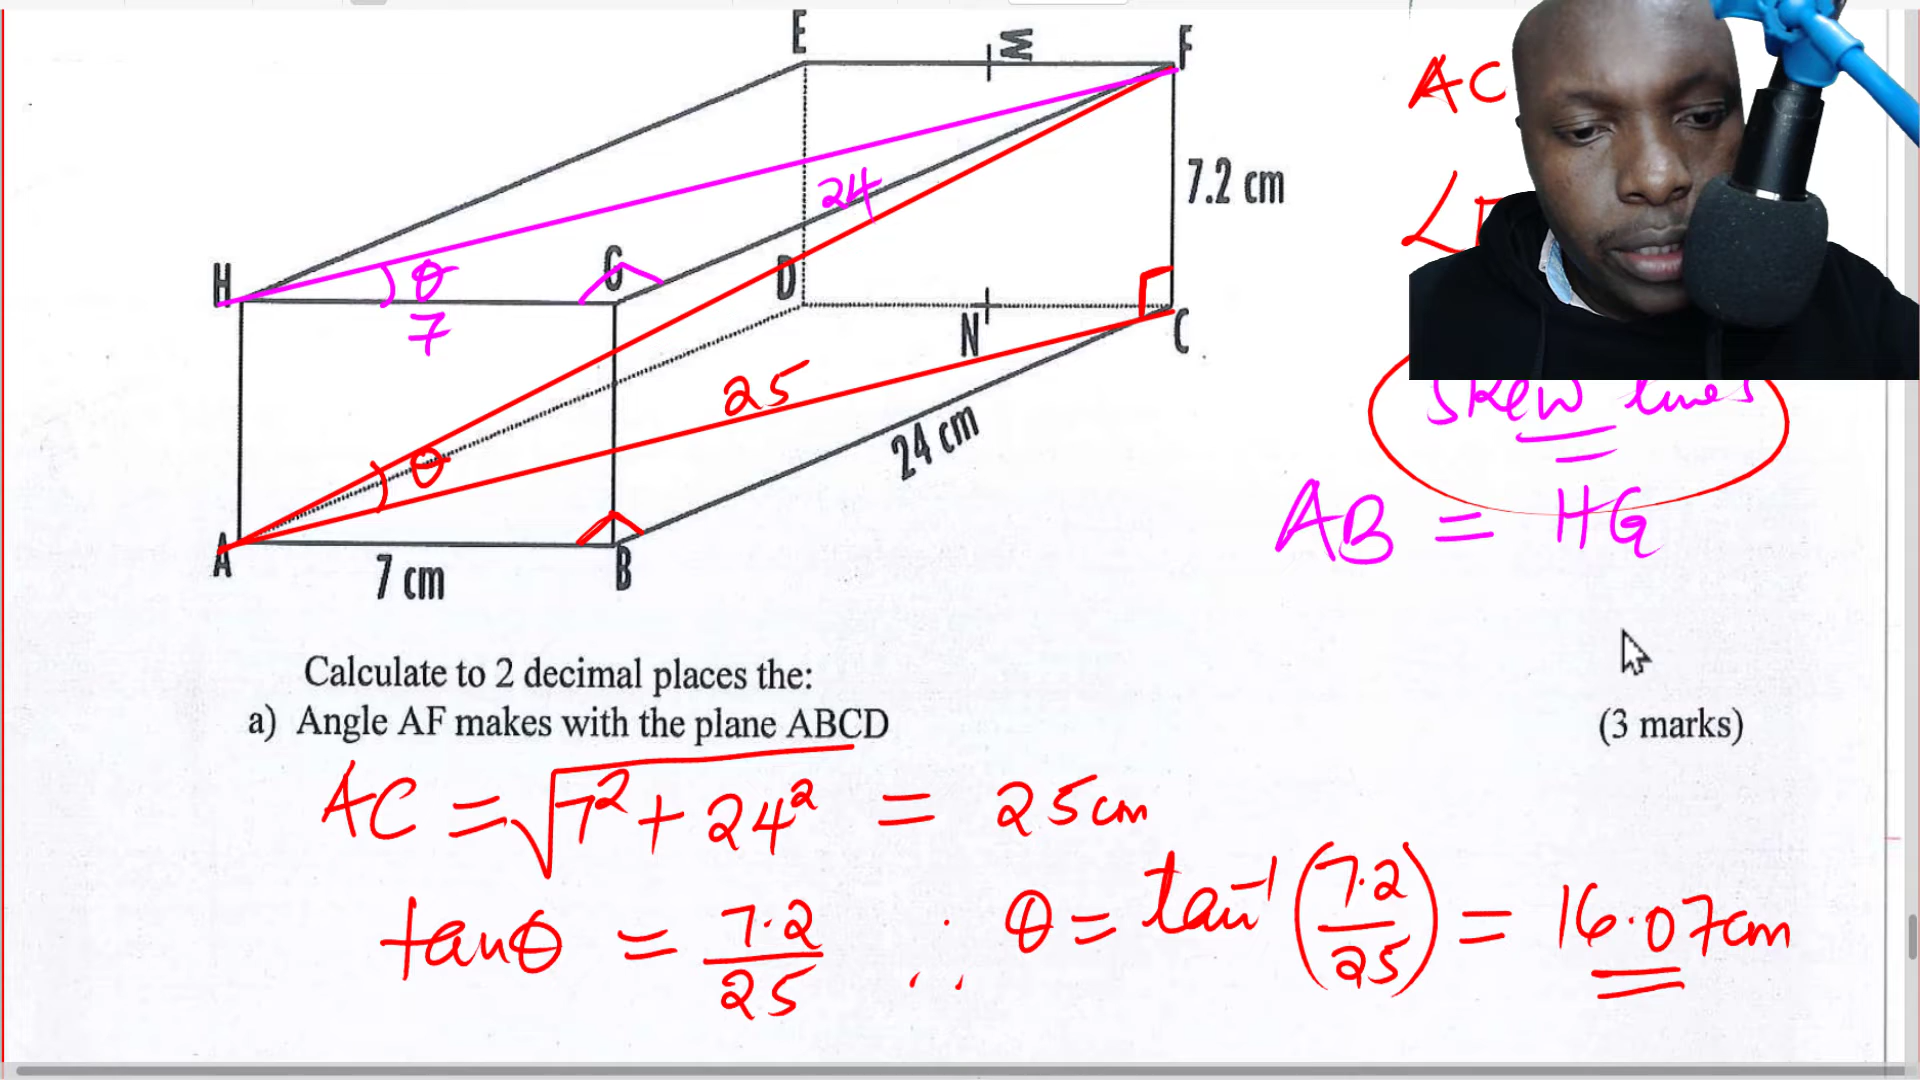 E
M
F
AC
7.2 cm
24
H
θ
G
D
7
N
C
25
skew lines
24 cm
θ
AB = HG
A
7 cm
B
Calculate to 2 decimal places the:
a) Angle AF makes with the plane ABCD (3 marks)
AC = √7² + 24² = 25cm
tanθ = 7.2/25 ∴ θ = tan⁻¹(7.2/25) = 16.07cm